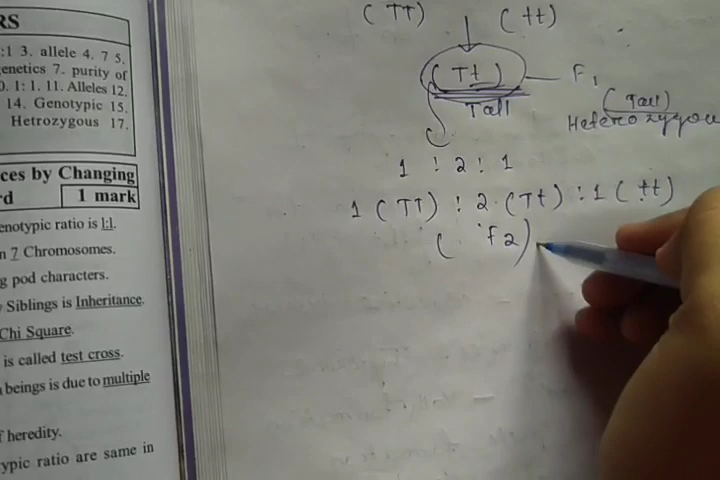 RS
:1 3. allele 4. 7 5.
enetics 7. purity of
0. 1: 1. 11. Alleles 12.
14. Genotypic 15.
Hetrozygous 17.
ces by Changing
rd 1 mark
enotypic ratio is 1:1.
n 7 Chromosomes.
g pod characters.
Siblings is Inheritance.
Chi Square.
is called test cross.
beings is due to multiple
f heredity.
ypic ratio are same in
(TT) (tt)
(Tt) F1
Tall (Tall)
Heterozygou
1 : 2 : 1
1 (TT) : 2 (Tt) : 1 (tt)
( F2)